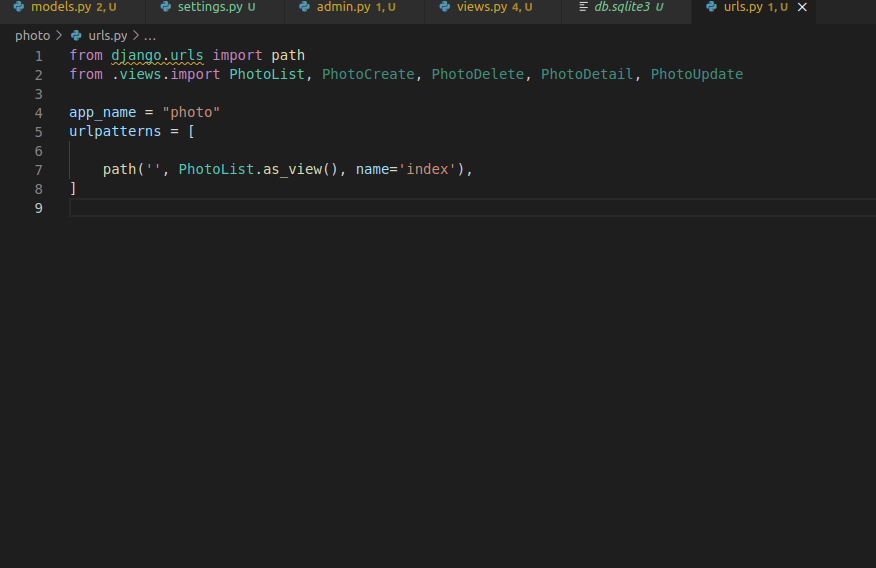 models.py 2, U settings.py U admin.py 1, U views.py 4, U db.sqlite3 U urls.py 1, U
photo > urls.py > ...
1 from django.urls import path
2 from .views.import PhotoList, PhotoCreate, PhotoDelete, PhotoDetail, PhotoUpdate
3
4 app_name = "photo"
5 urlpatterns = [
6
7 path('', PhotoList.as_view(), name='index'),
8 ]
9